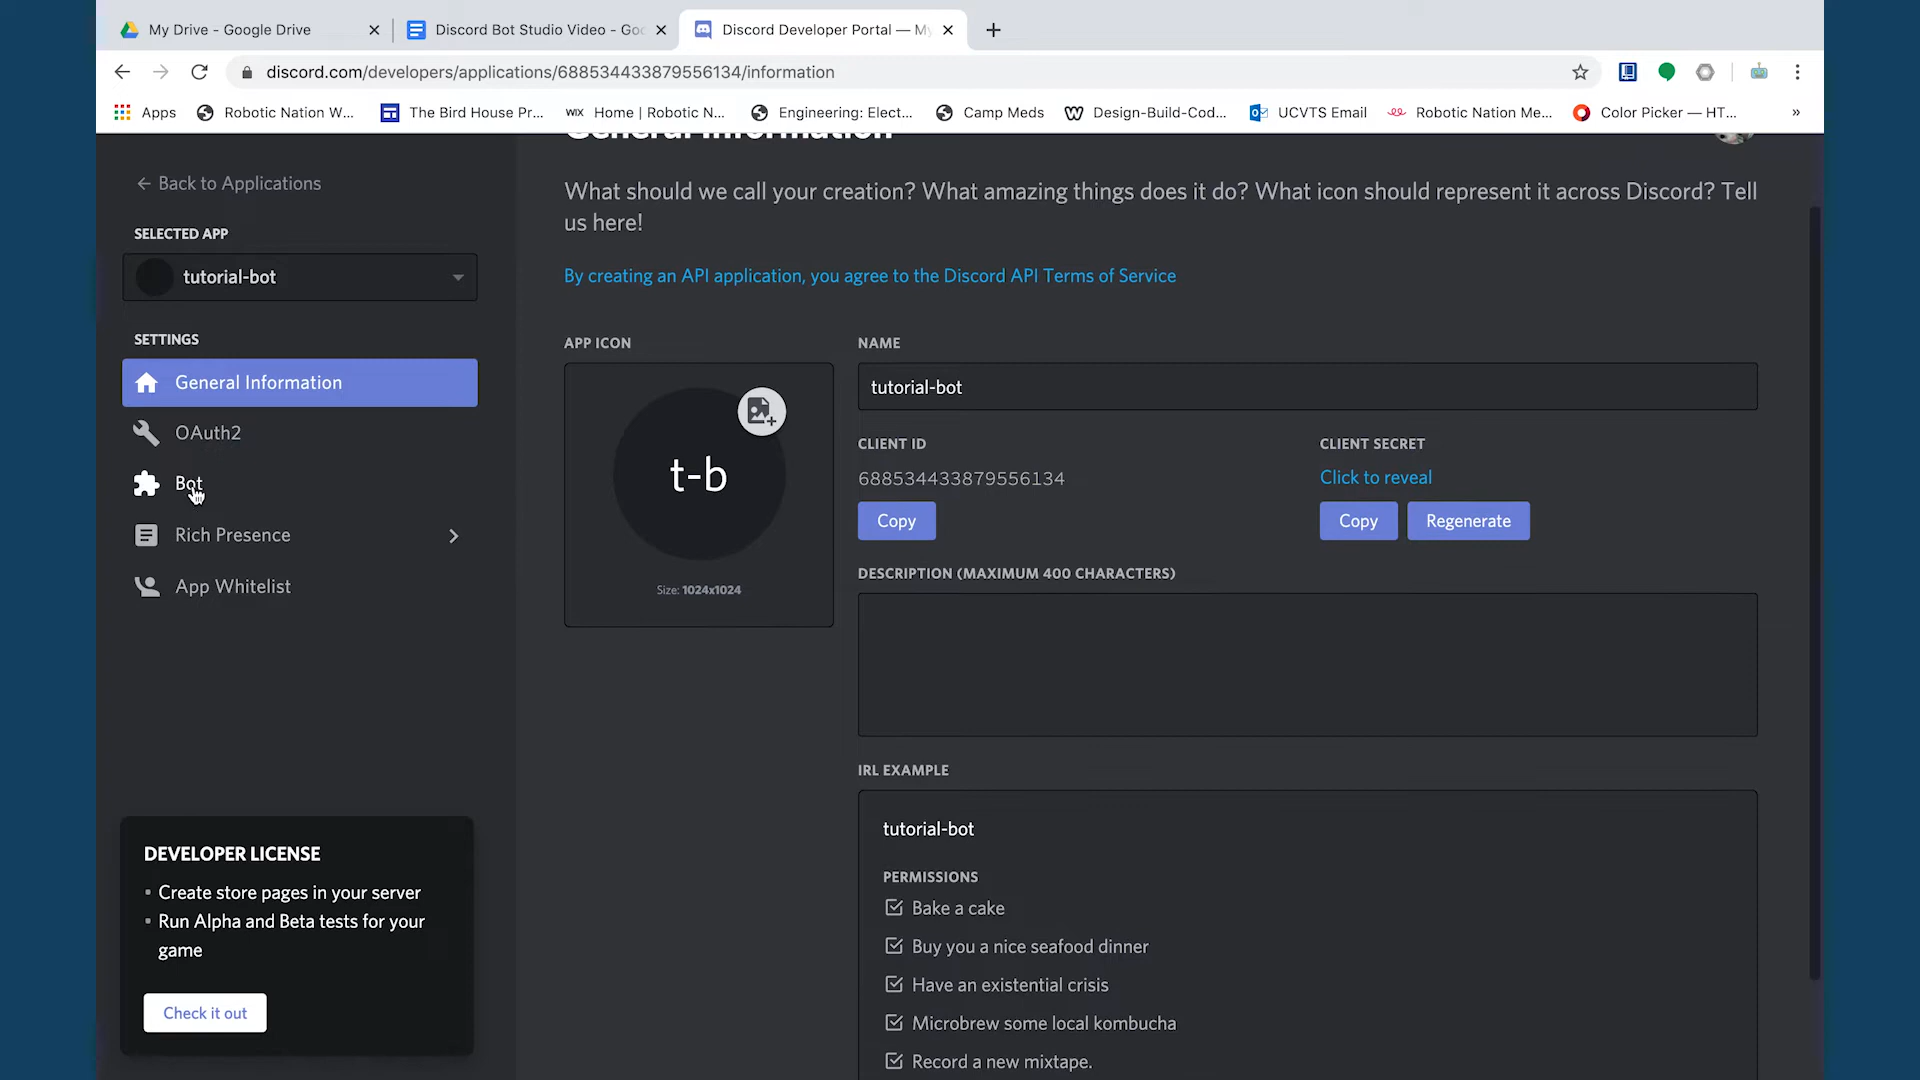 My Drive - Google Drive
Discord Bot Studio Video - Goo
Discord Developer Portal — My
discord.com/developers/applications/688534433879556134/information
Apps
Robotic Nation W...
The Bird House Pr...
WIX Home | Robotic N...
Engineering: Elect...
Camp Meds
Design-Build-Cod...
UCVTS Email
Robotic Nation Me...
Color Picker — HT...
»
General Information
← Back to Applications
What should we call your creation? What amazing things does it do? What icon should represent it across Discord? Tell
us here!
SELECTED APP
tutorial-bot
By creating an API application, you agree to the Discord API Terms of Service
SETTINGS
General Information
OAuth2
Bot
Rich Presence
App Whitelist
APP ICON
t-b
Size: 1024x1024
NAME
tutorial-bot
CLIENT ID
688534433879556134
Copy
CLIENT SECRET
Click to reveal
Copy
Regenerate
DESCRIPTION (MAXIMUM 400 CHARACTERS)
IRL EXAMPLE
tutorial-bot
PERMISSIONS
Bake a cake
Buy you a nice seafood dinner
Have an existential crisis
Microbrew some local kombucha
Record a new mixtape.
DEVELOPER LICENSE
• Create store pages in your server
• Run Alpha and Beta tests for your
game
Check it out